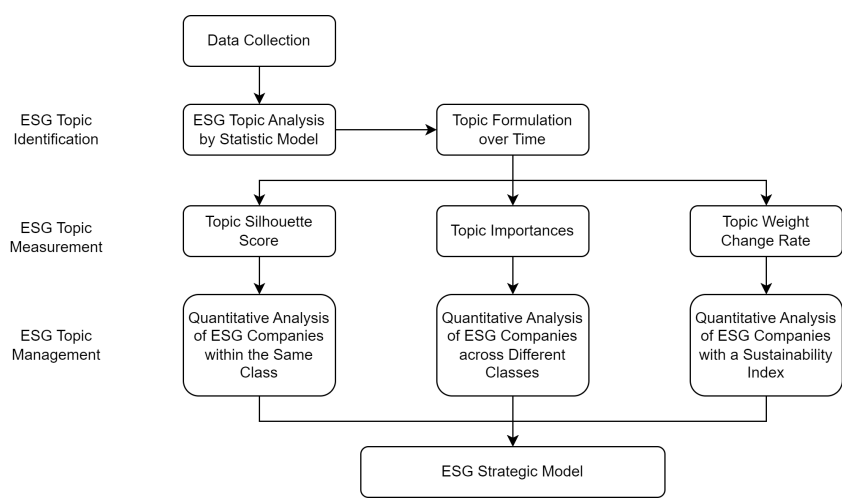 Data Collection
ESG Topic
Identification
ESG Topic Analysis
by Statistic Model
Topic Formulation
over Time
ESG Topic
Measurement
Topic Silhouette
Score
Topic Importances
Topic Weight
Change Rate
ESG Topic
Management
Quantitative Analysis
of ESG Companies
within the Same
Class
Quantitative Analysis
of ESG Companies
across Different
Classes
Quantitative Analysis
of ESG Companies
with a Sustainability
Index
ESG Strategic Model